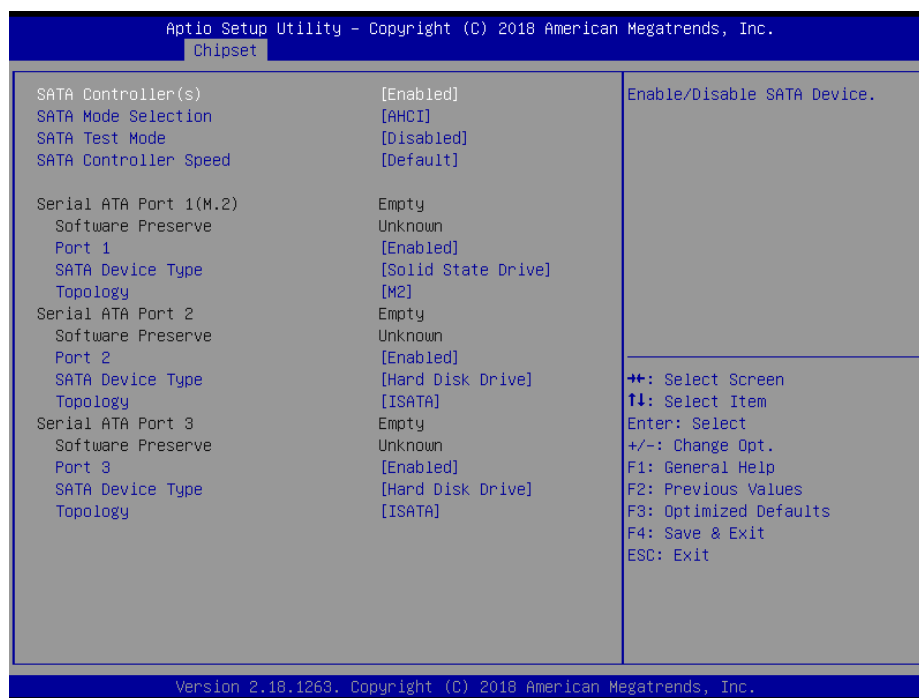 Aptio Setup Utility – Copyright (C) 2018 American Megatrends, Inc.
Chipset
SATA Controller(s) [Enabled]
SATA Mode Selection [AHCI]
SATA Test Mode [Disabled]
SATA Controller Speed [Default]
Serial ATA Port 1(M.2) Empty
Software Preserve Unknown
Port 1 [Enabled]
SATA Device Type [Solid State Drive]
Topology [M2]
Serial ATA Port 2 Empty
Software Preserve Unknown
Port 2 [Enabled]
SATA Device Type [Hard Disk Drive]
Topology [ISATA]
Serial ATA Port 3 Empty
Software Preserve Unknown
Port 3 [Enabled]
SATA Device Type [Hard Disk Drive]
Topology [ISATA]
Enable/Disable SATA Device.
→←: Select Screen
↑↓: Select Item
Enter: Select
+/-: Change Opt.
F1: General Help
F2: Previous Values
F3: Optimized Defaults
F4: Save & Exit
ESC: Exit
Version 2.18.1263. Copyright (C) 2018 American Megatrends, Inc.